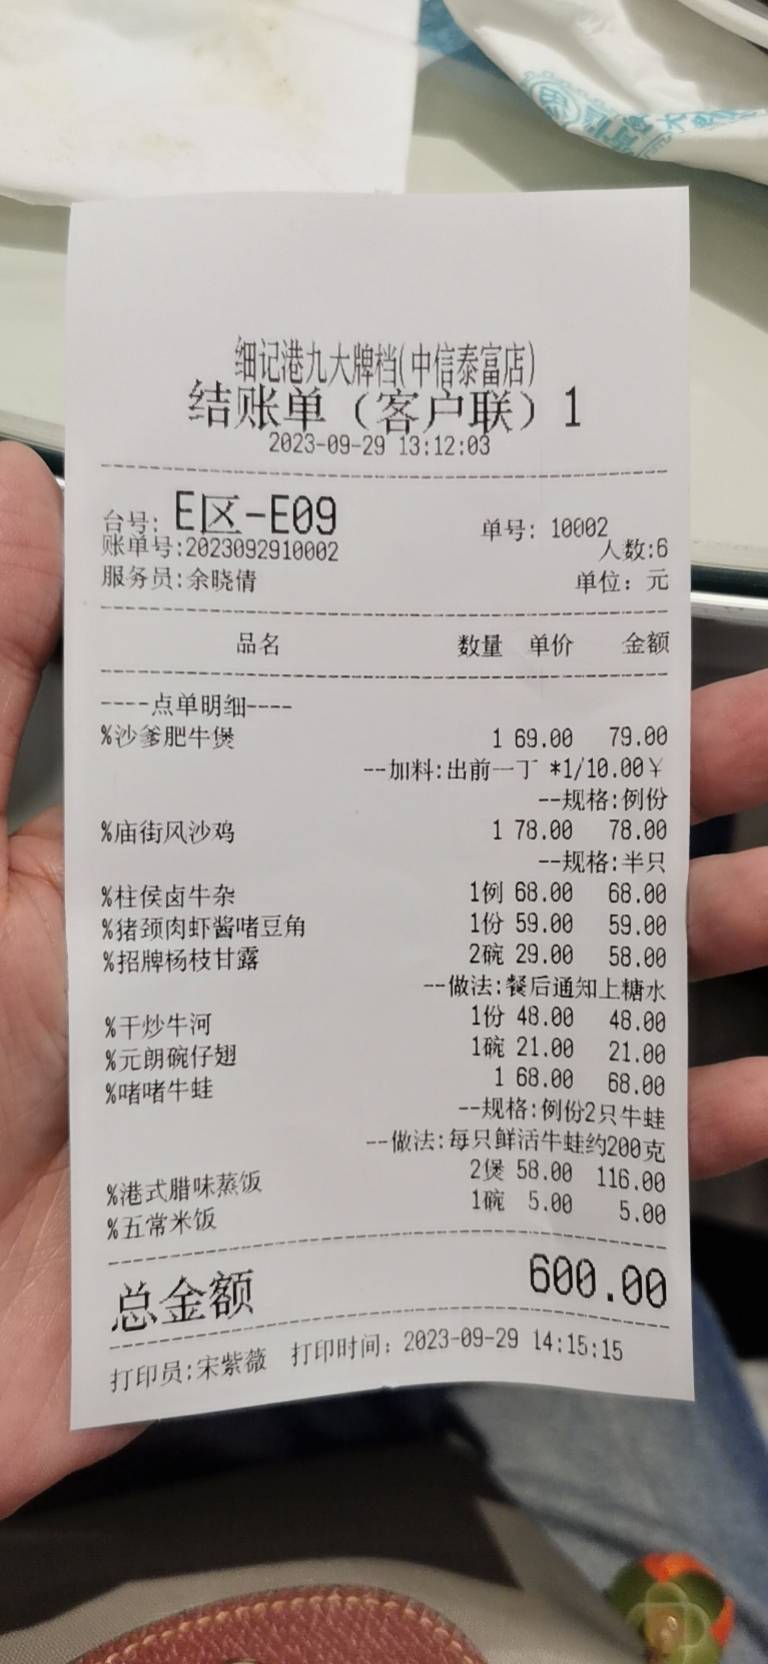 细记港九大牌档(中信泰富店)
结账单（客户联）1
2023-09-29 13:12:03
台号: E区-E09 单号: 10002
账单号:2023092910002 人数:6
服务员:余晓倩 单位: 元
品名 数量 单价 金额
----点单明细----
%沙爹肥牛煲 1 69.00 79.00
--加料:出前一丁 *1/10.00¥
--规格:例份
%庙街风沙鸡 1 78.00 78.00
--规格:半只
%柱侯卤牛杂 1例 68.00 68.00
%猪颈肉虾酱啫豆角 1份 59.00 59.00
%招牌杨枝甘露 2碗 29.00 58.00
--做法:餐后通知上糖水
%干炒牛河 1份 48.00 48.00
%元朗碗仔翅 1碗 21.00 21.00
%啫啫牛蛙 1 68.00 68.00
--规格:例份2只牛蛙
--做法:每只鲜活牛蛙约200克
%港式腊味蒸饭 2煲 58.00 116.00
%五常米饭 1碗 5.00 5.00
总金额 600.00
打印员:宋紫薇 打印时间: 2023-09-29 14:15:15